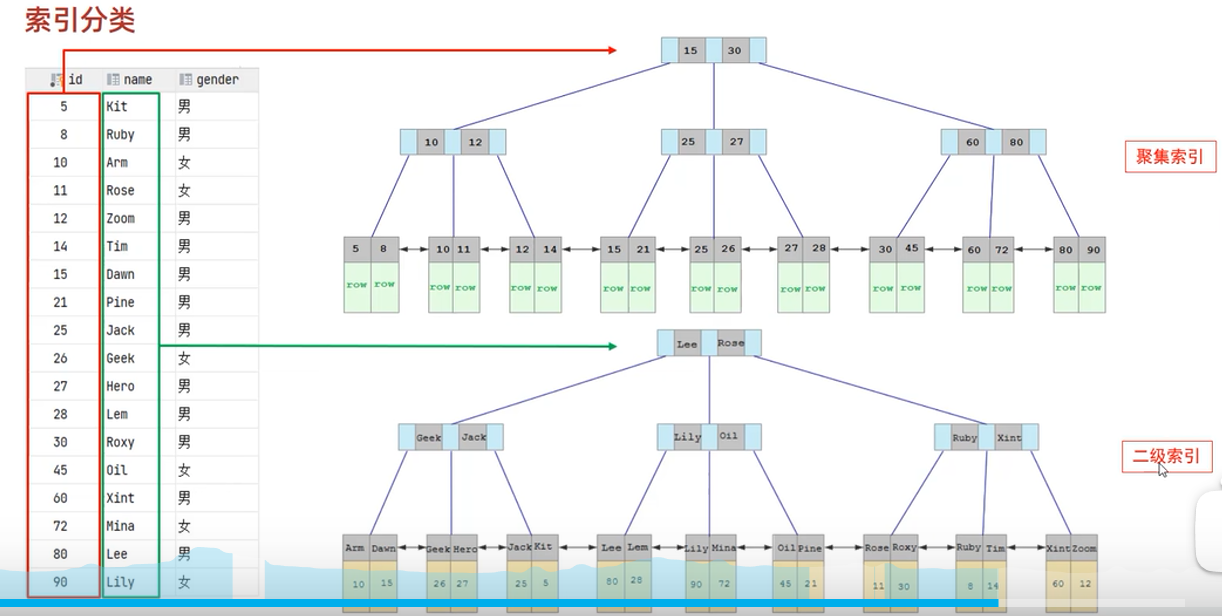 索引分类
id name gender
5 Kit 男
8 Ruby 男
10 Arm 女
11 Rose 女
12 Zoom 男
14 Tim 男
15 Dawn 男
21 Pine 男
25 Jack 男
26 Geek 女
27 Hero 男
28 Lem 男
30 Roxy 男
45 Oil 女
60 Xint 男
72 Mina 女
80 Lee 男
90 Lily 女
15 30
10 12 25 27 60 80
聚集索引
5 8 10 11 12 14 15 21 25 26 27 28 30 45 60 72 80 90
row row row row row row row row row row row row row row row row row row
Lee Rose
Geek Jack Lily Oil Ruby Xint
二级索引
Arm Dawn Geek Hero Jack Kit Lee Lem Lily Mina Oil Pine Rose Roxy Ruby Tim Xint Zoom
10 15 26 27 25 5 80 28 90 72 45 21 11 30 8 14 60 12